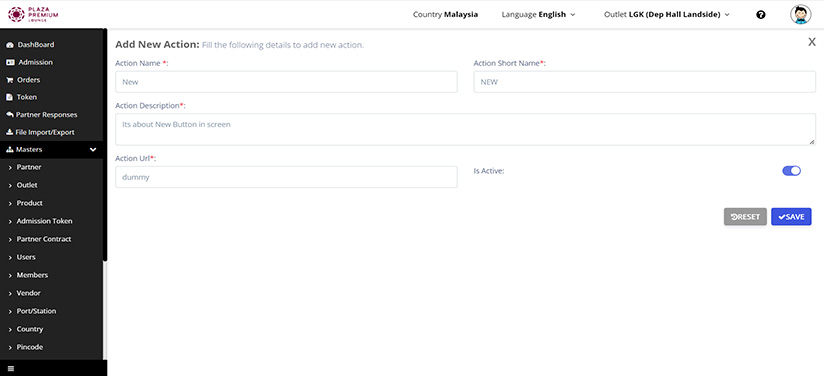 PLAZA
PREMIUM
LOUNGE
Country Malaysia
Language English
Outlet LGK (Dep Hall Landside)
?
DashBoard
Admission
Orders
Token
Partner Responses
File Import/Export
Masters
Partner
Outlet
Product
Admission Token
Partner Contract
Users
Members
Vendor
Port/Station
Country
Pincode
Add New Action: Fill the following details to add new action.
X
Action Name *:
Action Short Name*:
New
NEW
Action Description*:
Its about New Button in screen
Action Url*:
dummy
Is Active:
RESET
SAVE